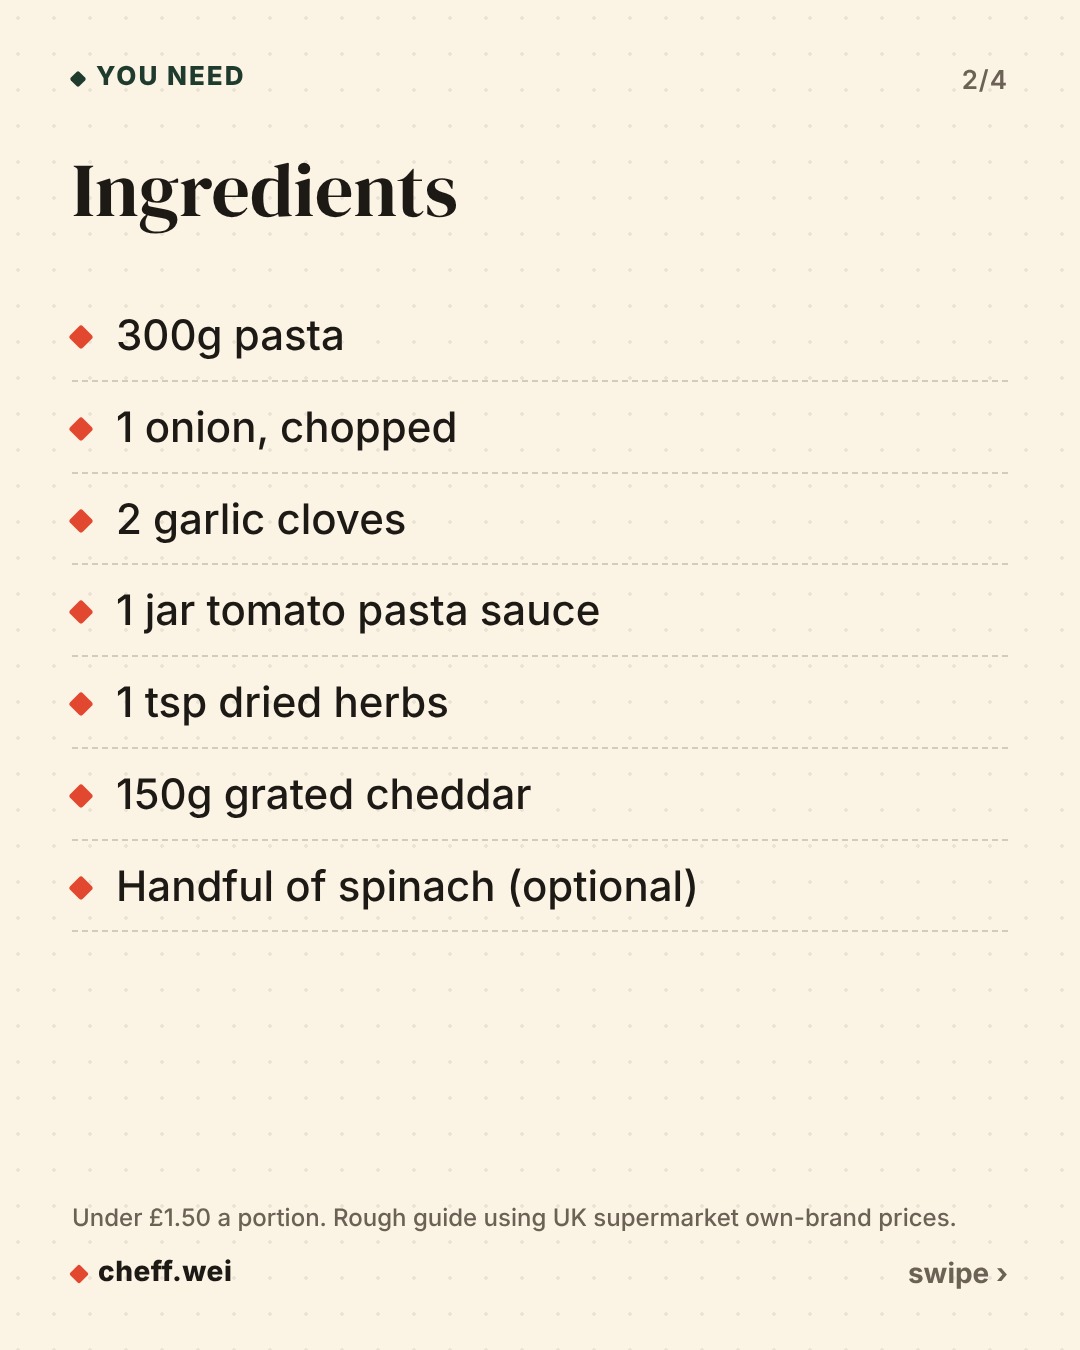 YOU NEED
2/4
Ingredients
300g pasta
1 onion, chopped
2 garlic cloves
1 jar tomato pasta sauce
1 tsp dried herbs
150g grated cheddar
Handful of spinach (optional)
Under £1.50 a portion. Rough guide using UK supermarket own-brand prices.
cheff.wei
swipe ›